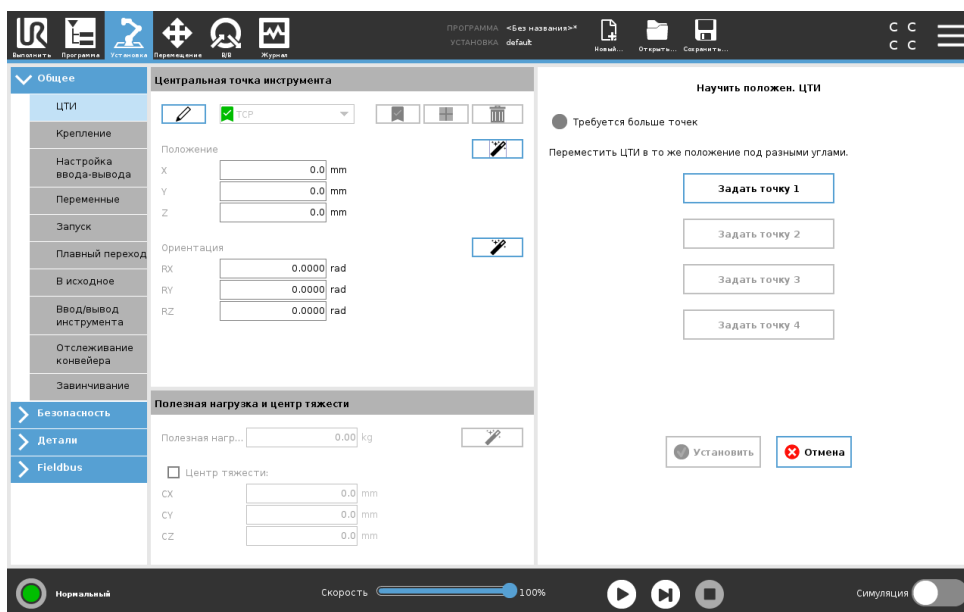 UR
Выполнить
Программа
Установка
Перемещение
В/В
Журнал
ПРОГРАММА <Без названия>*
УСТАНОВКА default
Новый...
Открыть...
Сохранить...
C C
C C
Общее
ЦТИ
Крепление
Настройка
ввода-вывода
Переменные
Запуск
Плавный переход
В исходное
Ввод/вывод
инструмента
Отслеживание
конвейера
Завинчивание
Безопасность
Детали
Fieldbus
Центральная точка инструмента
TCP
Положение
X 0.0 mm
Y 0.0 mm
Z 0.0 mm
Ориентация
RX 0.0000 rad
RY 0.0000 rad
RZ 0.0000 rad
Полезная нагрузка и центр тяжести
Полезная нагр... 0.00 kg
Центр тяжести:
CX 0.0 mm
CY 0.0 mm
CZ 0.0 mm
Научить положен. ЦТИ
Требуется больше точек
Переместить ЦТИ в то же положение под разными углами.
Задать точку 1
Задать точку 2
Задать точку 3
Задать точку 4
Установить
Отмена
Нормальный
Скорость 100%
Симуляция